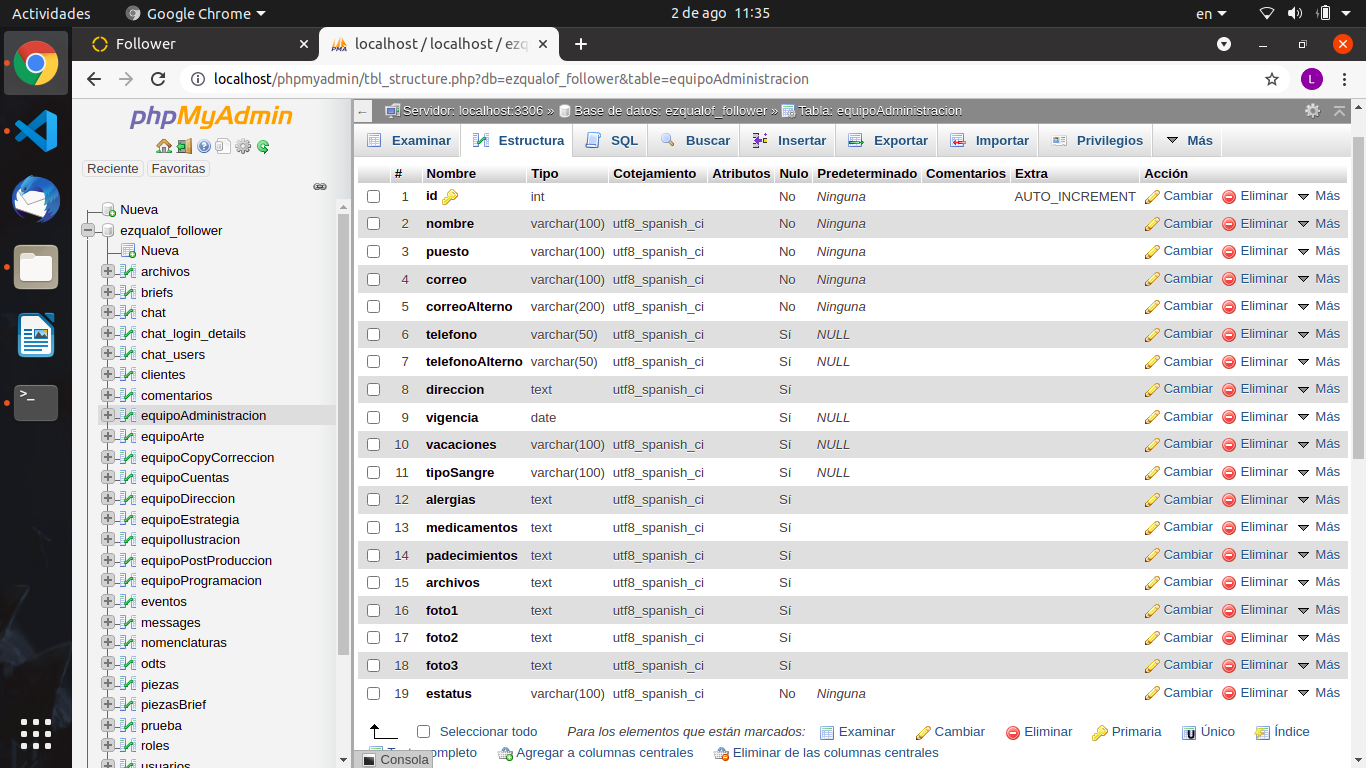 Actividades Google Chrome 2 de ago 11:35 en
Follower localhost / localhost / ezq
localhost/phpmyadmin/tbl_structure.php?db=ezqualof_follower&table=equipoAdministracion L
phpMyAdmin
Reciente Favoritas
Nueva
ezqualof_follower
Nueva
archivos
briefs
chat
chat_login_details
chat_users
clientes
comentarios
equipoAdministracion
equipoArte
equipoCopyCorreccion
equipoCuentas
equipoDireccion
equipoEstrategia
equipoIlustracion
equipoPostProduccion
equipoProgramacion
eventos
messages
nomenclaturas
odts
piezas
piezasBrief
prueba
roles
usuarios
Servidor: localhost:3306 » Base de datos: ezqualof_follower » Tabla: equipoAdministracion
Examinar Estructura SQL Buscar Insertar Exportar Importar Privilegios Más
# Nombre Tipo Cotejamiento Atributos Nulo Predeterminado Comentarios Extra Acción
1 id int No Ninguna AUTO_INCREMENT Cambiar Eliminar Más
2 nombre varchar(100) utf8_spanish_ci No Ninguna Cambiar Eliminar Más
3 puesto varchar(100) utf8_spanish_ci No Ninguna Cambiar Eliminar Más
4 correo varchar(100) utf8_spanish_ci No Ninguna Cambiar Eliminar Más
5 correoAlterno varchar(200) utf8_spanish_ci No Ninguna Cambiar Eliminar Más
6 telefono varchar(50) utf8_spanish_ci Sí NULL Cambiar Eliminar Más
7 telefonoAlterno varchar(50) utf8_spanish_ci Sí NULL Cambiar Eliminar Más
8 direccion text utf8_spanish_ci Sí Cambiar Eliminar Más
9 vigencia date Sí NULL Cambiar Eliminar Más
10 vacaciones varchar(100) utf8_spanish_ci Sí NULL Cambiar Eliminar Más
11 tipoSangre varchar(100) utf8_spanish_ci Sí NULL Cambiar Eliminar Más
12 alergias text utf8_spanish_ci Sí Cambiar Eliminar Más
13 medicamentos text utf8_spanish_ci Sí Cambiar Eliminar Más
14 padecimientos text utf8_spanish_ci Sí Cambiar Eliminar Más
15 archivos text utf8_spanish_ci Sí Cambiar Eliminar Más
16 foto1 text utf8_spanish_ci Sí Cambiar Eliminar Más
17 foto2 text utf8_spanish_ci Sí Cambiar Eliminar Más
18 foto3 text utf8_spanish_ci Sí Cambiar Eliminar Más
19 estatus varchar(100) utf8_spanish_ci No Ninguna Cambiar Eliminar Más
Seleccionar todo Para los elementos que están marcados: Examinar Cambiar Eliminar Primaria Único Índice
completo Agregar a columnas centrales Eliminar de las columnas centrales
Consola